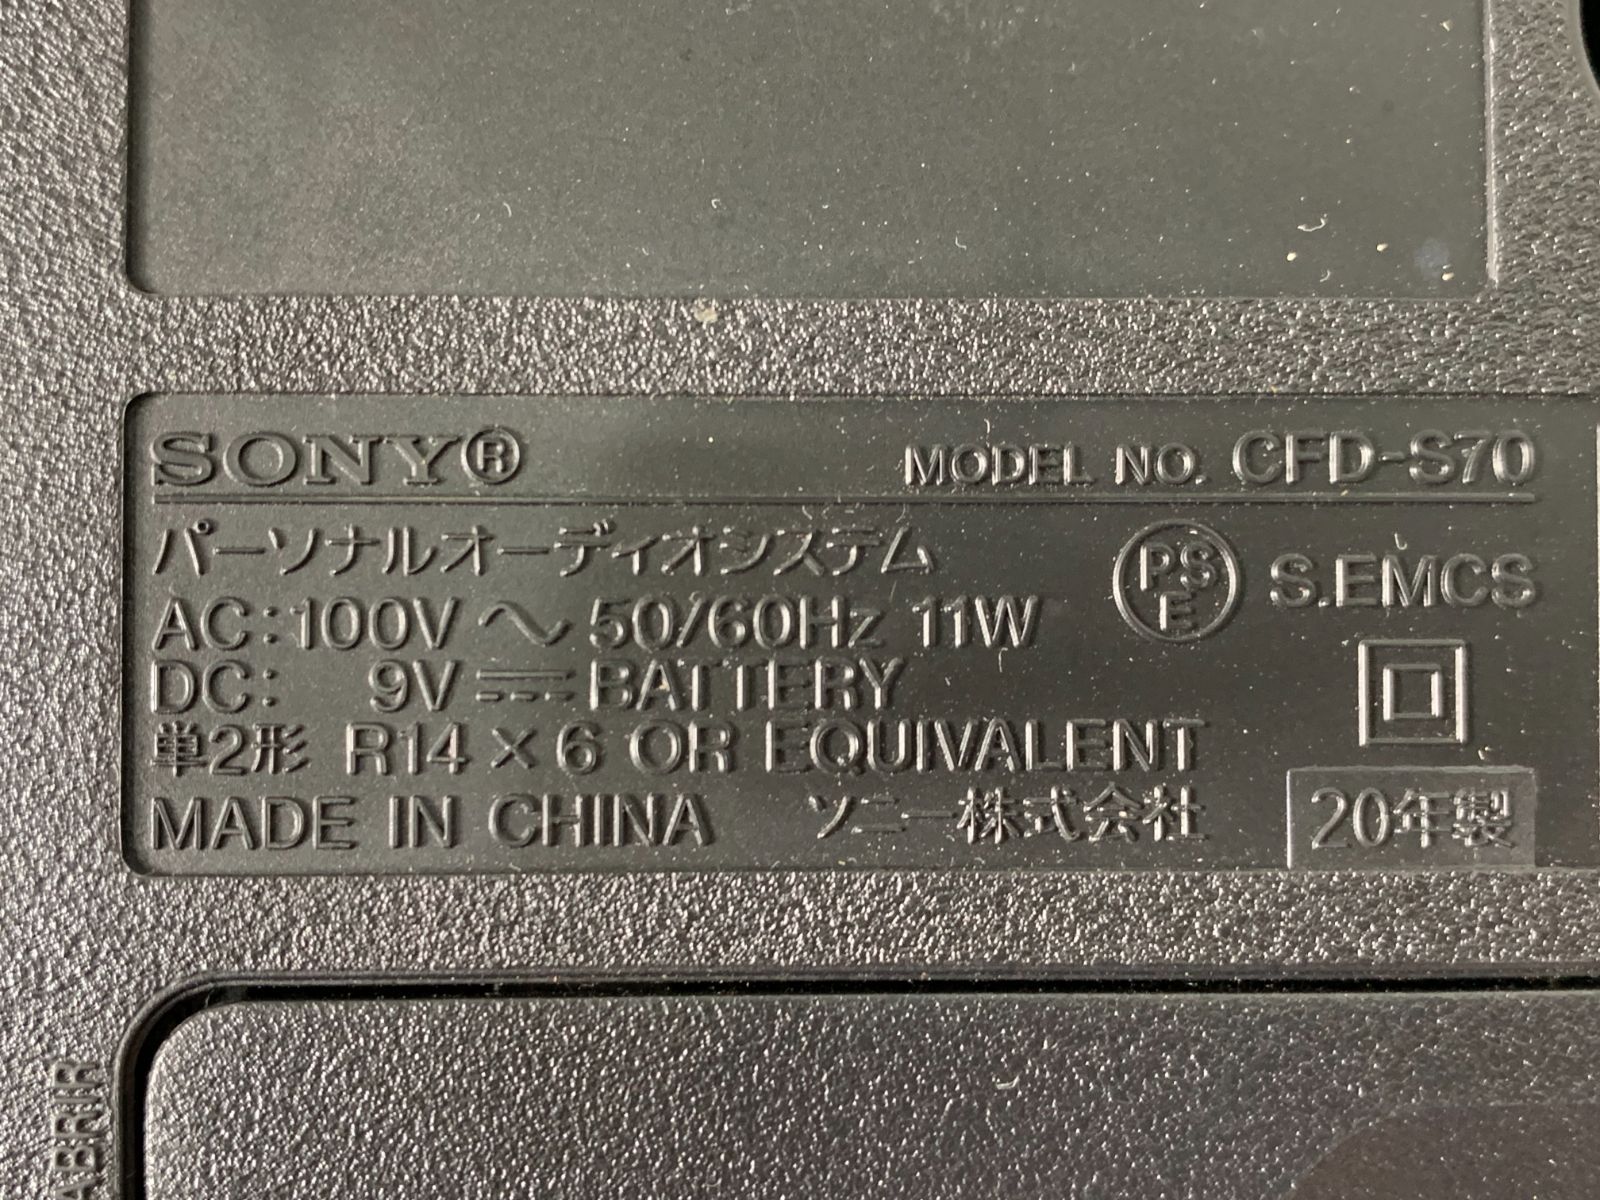 SONY® MODEL NO. CFD-S70
パーソナルオーディオシステム
PSE S.EMCS
AC:100V ～ 50/60Hz 11W
DC: 9V ⎓ BATTERY
単2形 R14 × 6 OR EQUIVALENT
MADE IN CHINA ソニー株式会社 20年製
ABRIR